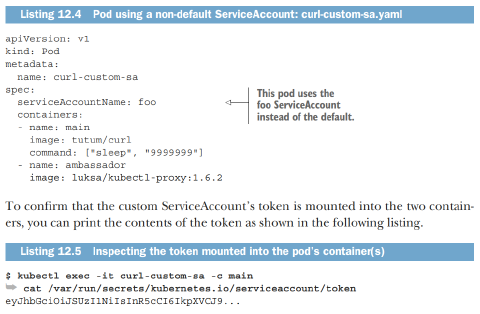 Listing 12.4 Pod using a non-default ServiceAccount: curl-custom-sa.yaml
apiVersion: v1
kind: Pod
metadata:
  name: curl-custom-sa
spec:
  serviceAccountName: foo
  containers:
  - name: main
    image: tutum/curl
    command: ["sleep", "9999999"]
  - name: ambassador
    image: luksa/kubectl-proxy:1.6.2
This pod uses the
foo ServiceAccount
instead of the default.
To confirm that the custom ServiceAccount's token is mounted into the two contain-
ers, you can print the contents of the token as shown in the following listing.
Listing 12.5 Inspecting the token mounted into the pod's container(s)
$ kubectl exec -it curl-custom-sa -c main
➥ cat /var/run/secrets/kubernetes.io/serviceaccount/token
eyJhbGciOiJSUzI1NiIsInR5cCI6IkpXVCJ9...